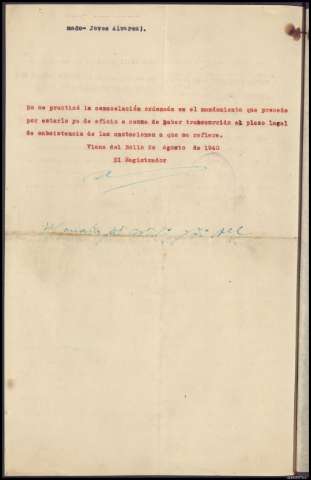 mado- Joves Alvarez).
No se practicó la cancelación ordenada en el mandamiento que precede
por estarlo ya de oficio a causa de haber transcurrido el plazo legal
de subsistencia de las anotaciones a que se refiere.
Viana del Bollo 2e Agosto de 1940
El Registrador